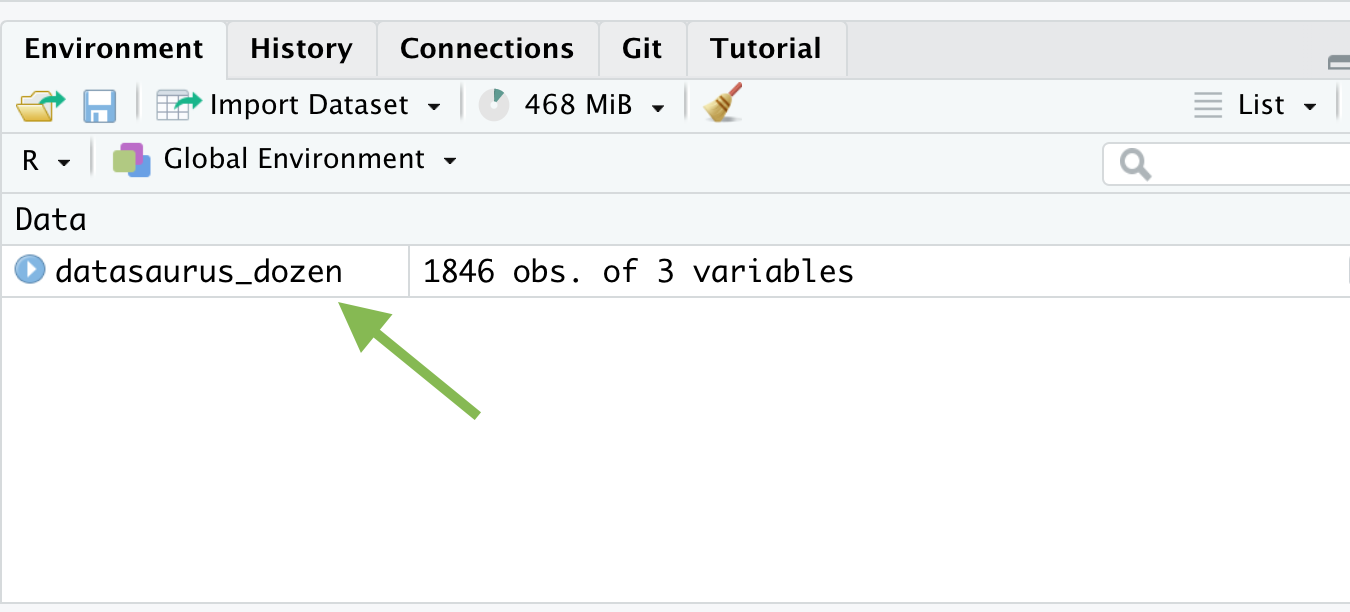 Environment History Connections Git Tutorial
Import Dataset 468 MiB List
R Global Environment
Data
datasaurus_dozen 1846 obs. of 3 variables